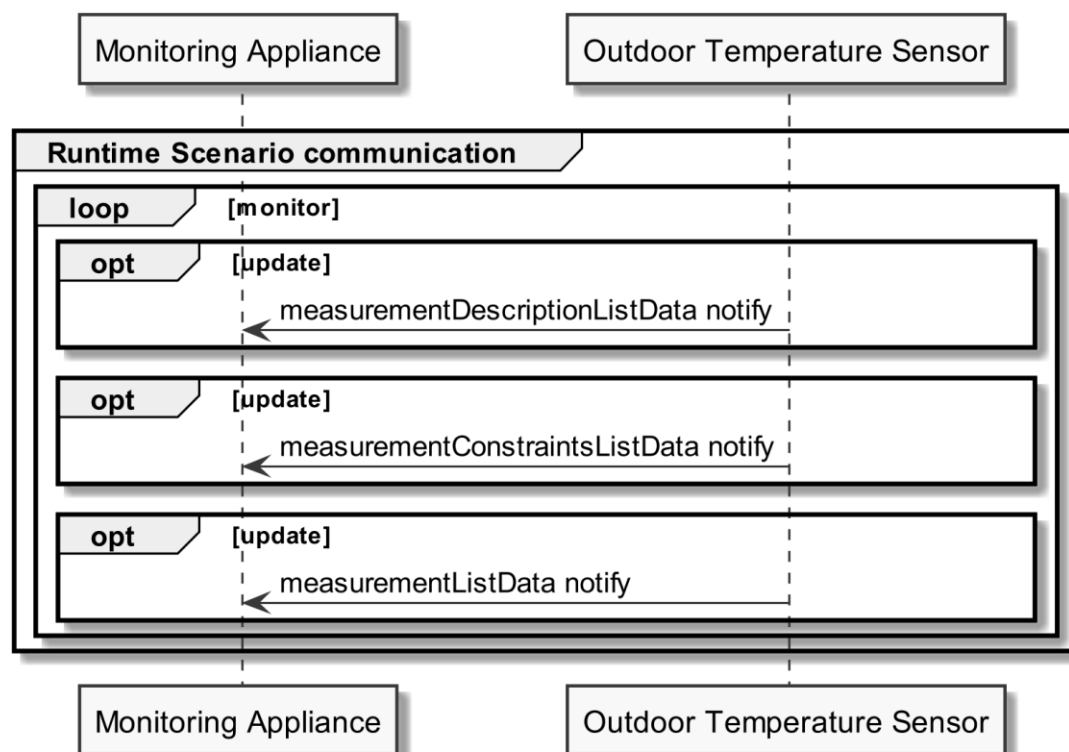 Monitoring Appliance
Outdoor Temperature Sensor
Runtime Scenario communication
loop
[monitor]
opt
[update]
measurementDescriptionListData notify
opt
[update]
measurementConstraintsListData notify
opt
[update]
measurementListData notify
Monitoring Appliance
Outdoor Temperature Sensor